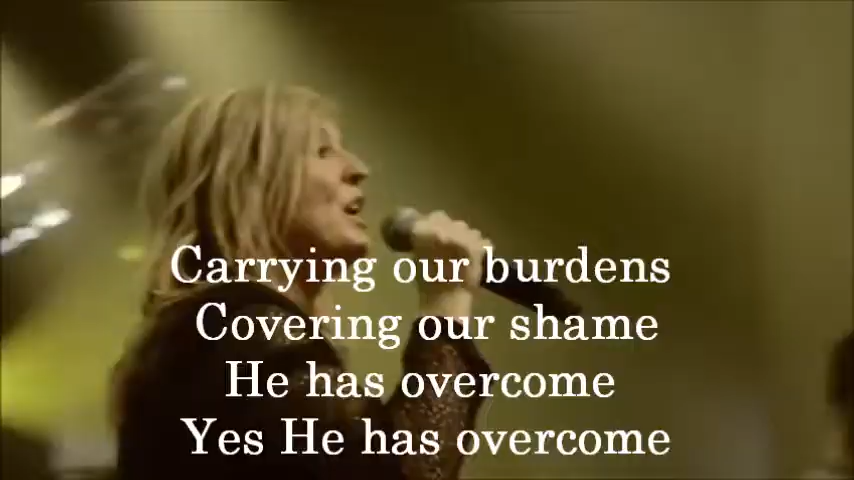 Carrying our burdens
Covering our shame
He has overcome
Yes He has overcome